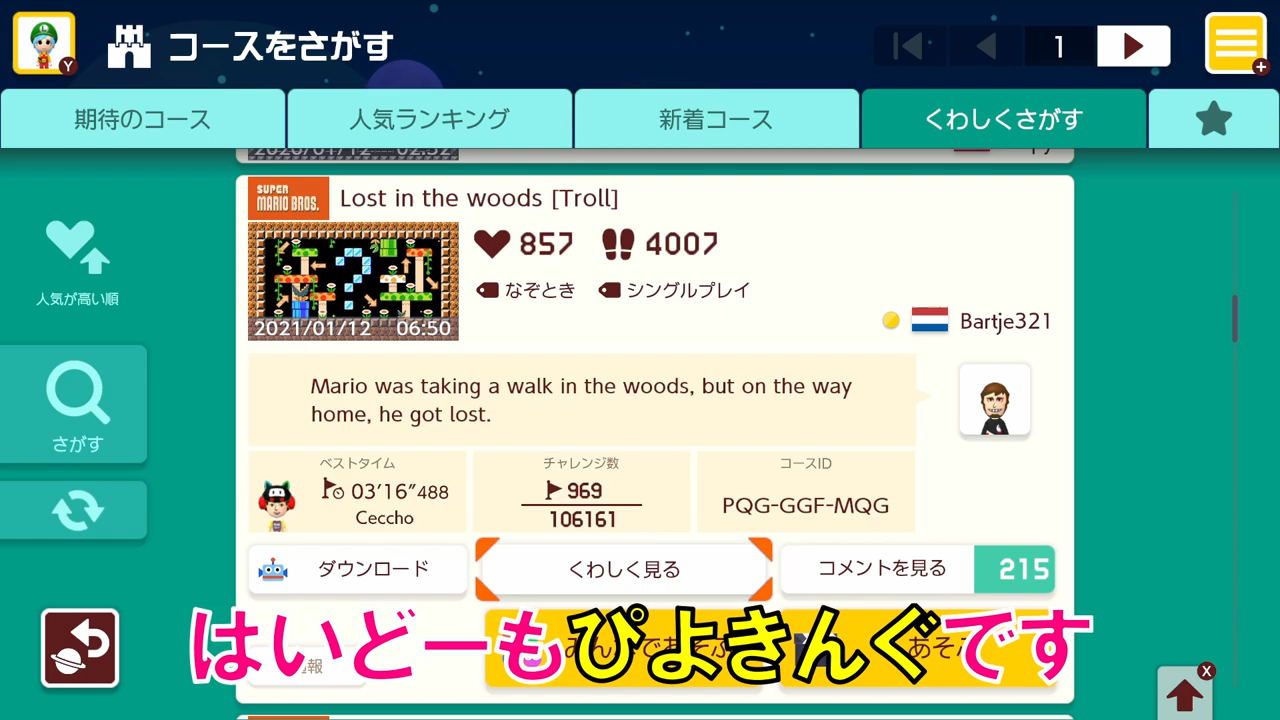 Y
コースをさがす
1
+
期待のコース
人気ランキング
新着コース
くわしくさがす
人気が高い順
さがす
SUPER
MARIO BROS.
Lost in the woods [Troll]
857
4007
なぞとき
シングルプレイ
2021/01/12 06:50
Bartje321
Mario was taking a walk in the woods, but on the way
home, he got lost.
ベストタイム
03'16"488
Ceccho
チャレンジ数
969
106161
コースID
PQG-GGF-MQG
ダウンロード
くわしく見る
コメントを見る
215
はいどーもぴよきんぐです
X